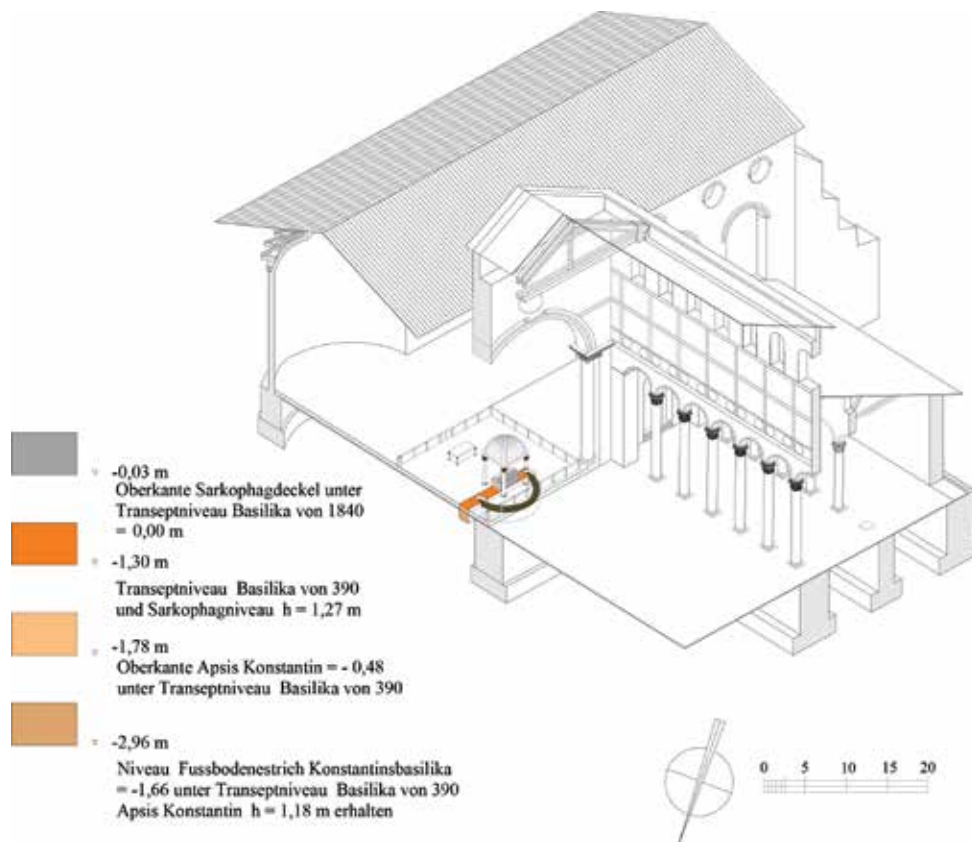 -0,03 m
Oberkante Sarkophagdeckel unter
Transeptniveau Basilika von 1840
= 0,00 m
-1,30 m
Transeptniveau Basilika von 390
und Sarkophagniveau h = 1,27 m
-1,78 m
Oberkante Apsis Konstantin = - 0,48
unter Transeptniveau Basilika von 390
-2,96 m
Niveau Fussbodenestrich Konstantinsbasilika
= -1,66 unter Transeptniveau Basilika von 390
Apsis Konstantin h = 1,18 m erhalten
0 5 10 15 20